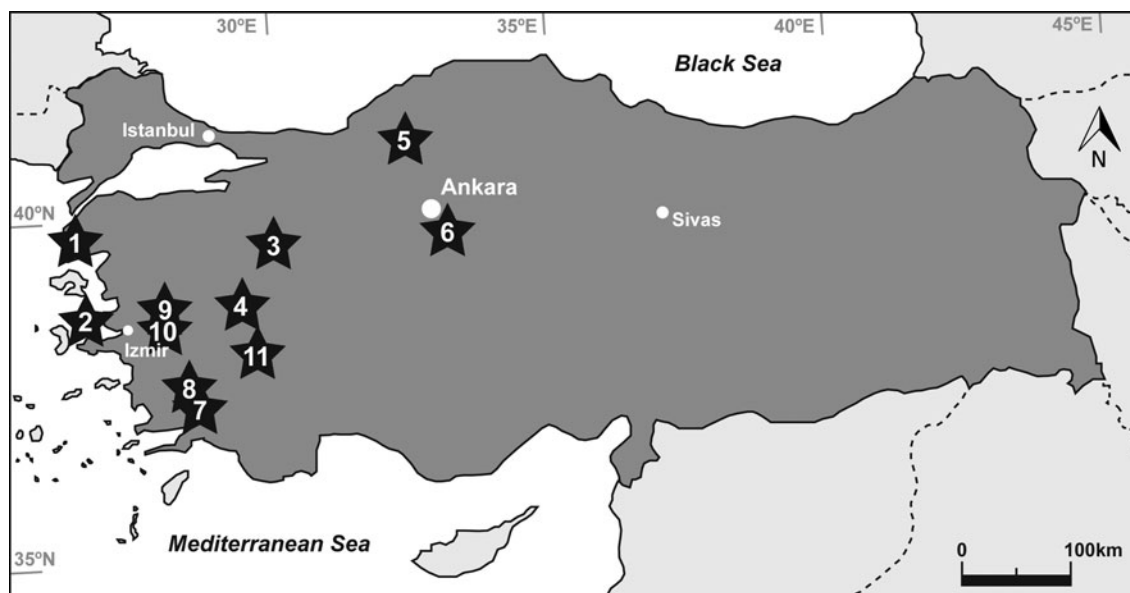 30ºE
35ºE
40ºE
45ºE
Black Sea
Istanbul
5
N
Ankara
Sivas
40ºN
1
3
6
9
4
2
10
Izmir
11
8
7
Mediterranean Sea
0
100km
35ºN